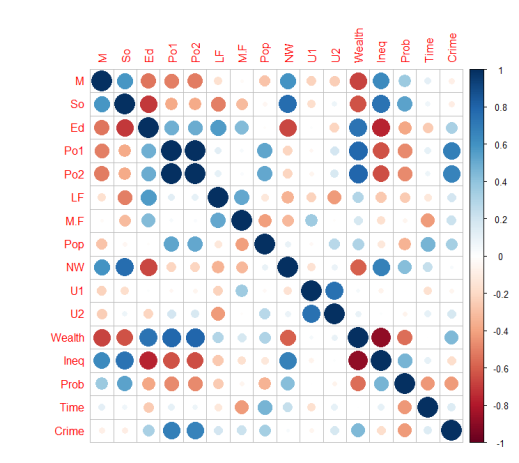 M So Ed Po1 Po2 LF M.F Pop NW U1 U2 Wealth Ineq Prob Time Crime
M
So
Ed
Po1
Po2
LF
M.F
Pop
NW
U1
U2
Wealth
Ineq
Prob
Time
Crime
1
0.8
0.6
0.4
0.2
0
-0.2
-0.4
-0.6
-0.8
-1